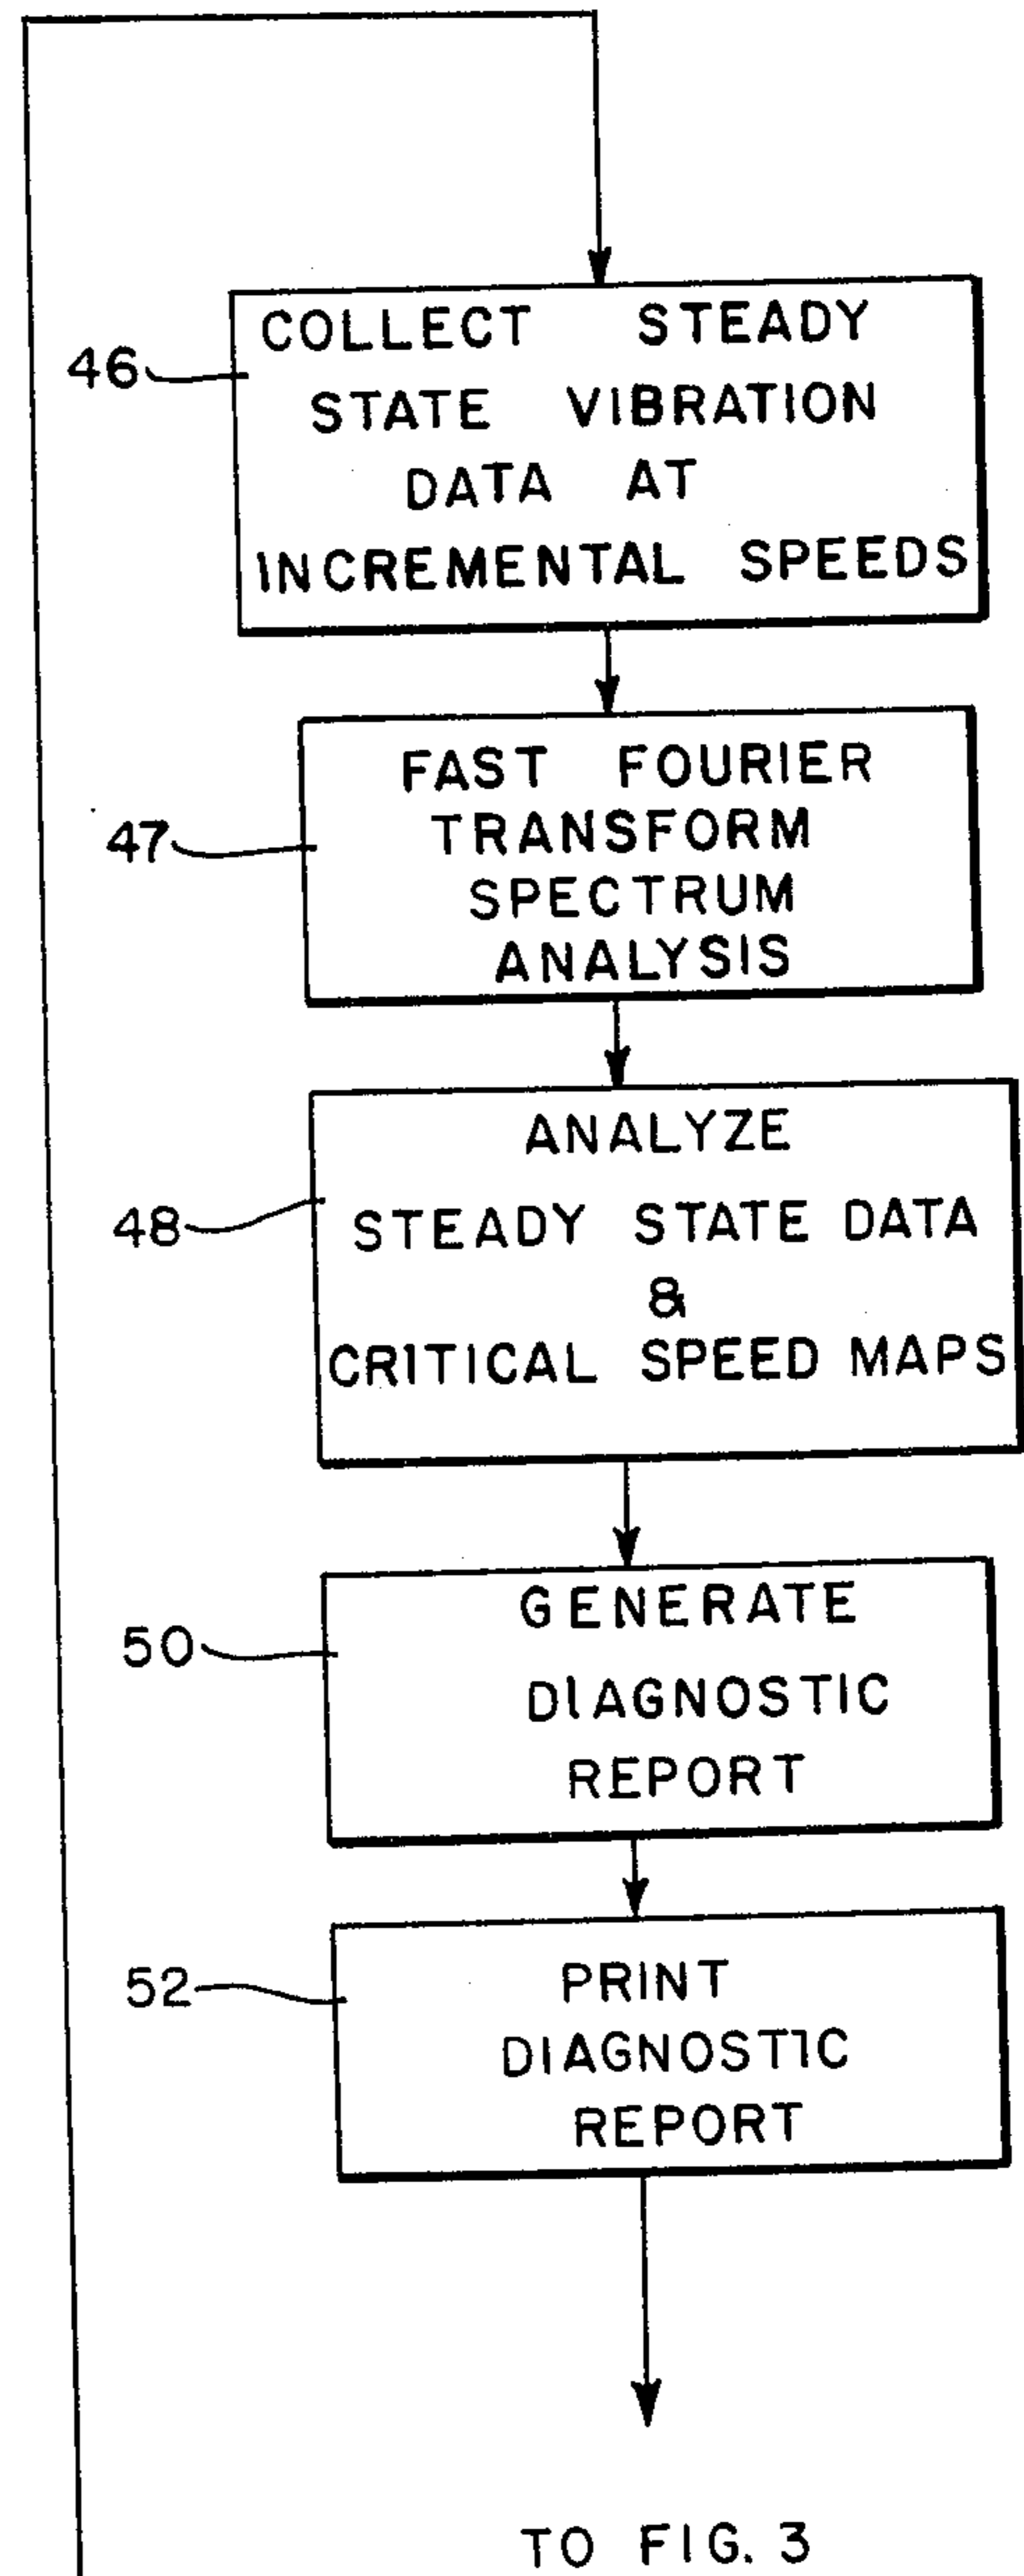 46
COLLECT STEADY
STATE VIBRATION
DATA AT
INCREMENTAL SPEEDS
47
FAST FOURIER
TRANSFORM
SPECTRUM
ANALYSIS
48
ANALYZE
STEADY STATE DATA
&
CRITICAL SPEED MAPS
50
GENERATE
DIAGNOSTIC
REPORT
52
PRINT
DIAGNOSTIC
REPORT
TO FIG. 3